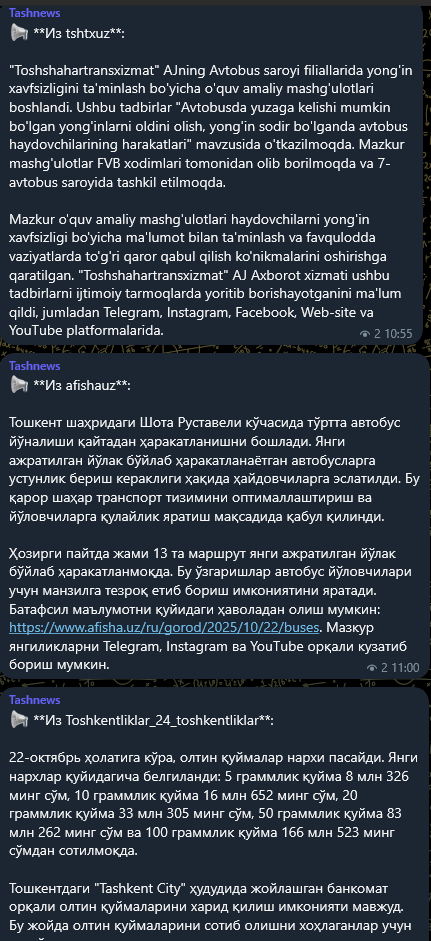 Tashnews
**Из tshtxuz**:
"Toshshahartransxizmat" AJning Avtobus saroyi filiallarida yong'in
xavfsizligini ta'minlash bo'yicha o'quv amaliy mashg'ulotlari
boshlandi. Ushbu tadbirlar "Avtobusda yuzaga kelishi mumkin
bo'lgan yong'inlarni oldini olish, yong'in sodir bo'lganda avtobus
haydovchilarining harakatlari" mavzusida o'tkazilmoqda. Mazkur
mashg'ulotlar FVB xodimlari tomonidan olib borilmoqda va 7-
avtobus saroyida tashkil etilmoqda.
Mazkur o'quv amaliy mashg'ulotlari haydovchilarni yong'in
xavfsizligi bo'yicha ma'lumot bilan ta'minlash va favqulodda
vaziyatlarda to'g'ri qaror qabul qilish ko'nikmalarini oshirishga
qaratilgan. "Toshshahartransxizmat" AJ Axborot xizmati ushbu
tadbirlarni ijtimoiy tarmoqlarda yoritib borishayotganini ma'lum
qildi, jumladan Telegram, Instagram, Facebook, Web-site va
YouTube platformalarida.
2 10:55
Tashnews
**Из afishauz**:
Тошкент шаҳридаги Шота Руставели кўчасида тўртта автобус
йўналиши қайтадан ҳаракатланишни бошлади. Янги
ажратилган йўлак бўйлаб ҳаракатланаётган автобусларга
устунлик бериш кераклиги ҳақида ҳайдовчиларга эслатилди. Бу
қарор шаҳар транспорт тизимини оптималлаштириш ва
йўловчиларга қулайлик яратиш мақсадида қабул қилинди.
Ҳозирги пайтда жами 13 та маршрут янги ажратилган йўлак
бўйлаб ҳаракатланмоқда. Бу ўзгаришлар автобус йўловчилари
учун манзилга тезроқ етиб бориш имкониятини яратади.
Батафсил маълумотни қуйидаги ҳаволадан олиш мумкин:
https://www.afisha.uz/ru/gorod/2025/10/22/buses. Мазкур
янгиликларни Telegram, Instagram ва YouTube орқали кузатиб
бориш мумкин.
2 11:00
Tashnews
**Из Toshkentliklar_24_toshkentliklar**:
22-октябрь ҳолатига кўра, олтин қуймалар нархи пасайди. Янги
нархлар қуйидагича белгиланди: 5 граммлик қуйма 8 млн 326
минг сўм, 10 граммлик қуйма 16 млн 652 минг сўм, 20
граммлик қуйма 33 млн 305 минг сўм, 50 граммлик қуйма 83
млн 262 минг сўм ва 100 граммлик қуйма 166 млн 523 минг
сўмдан сотилмоқда.
Тошкентдаги "Tashkent City" ҳудудида жойлашган банкомат
орқали олтин қуймаларини харид қилиш имконияти мавжуд.
Бу жойда олтин қуймаларини сотиб олишни хоҳлаганлар учун